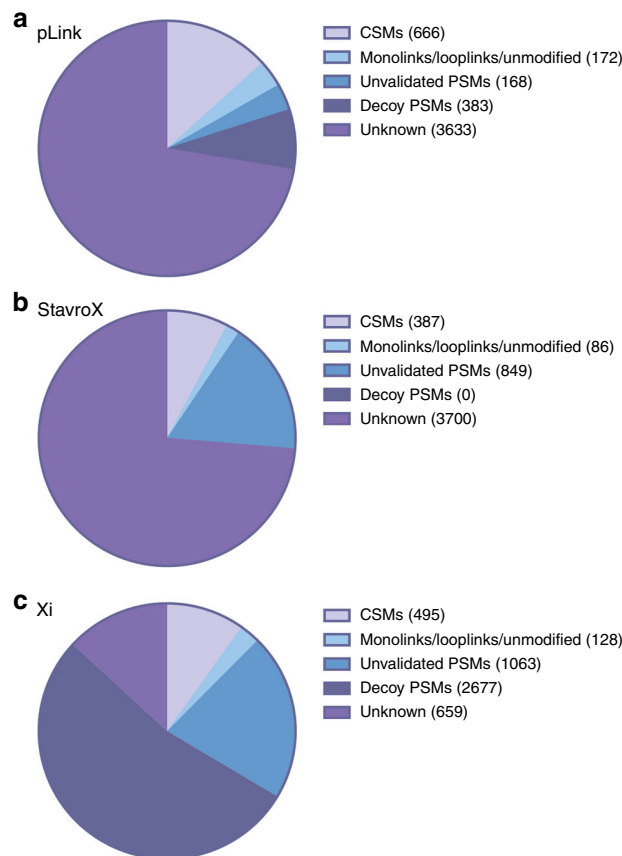 a
pLink
CSMs (666)
Monolinks/looplinks/unmodified (172)
Unvalidated PSMs (168)
Decoy PSMs (383)
Unknown (3633)
b
StavroX
CSMs (387)
Monolinks/looplinks/unmodified (86)
Unvalidated PSMs (849)
Decoy PSMs (0)
Unknown (3700)
c
Xi
CSMs (495)
Monolinks/looplinks/unmodified (128)
Unvalidated PSMs (1063)
Decoy PSMs (2677)
Unknown (659)